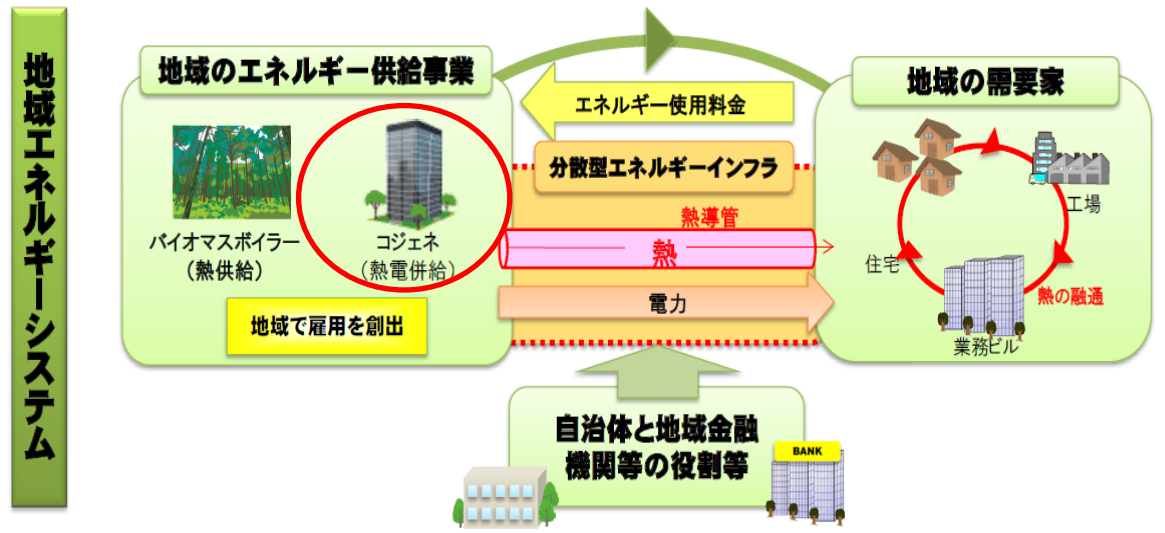 地域エネルギーシステム
地域のエネルギー供給事業
バイオマスボイラー
（熱供給）
コジェネ
（熱電併給）
地域で雇用を創出
エネルギー使用料金
分散型エネルギーインフラ
熱導管
熱
電力
地域の需要家
工場
住宅
熱の融通
業務ビル
自治体と地域金融
機関等の役割等
BANK